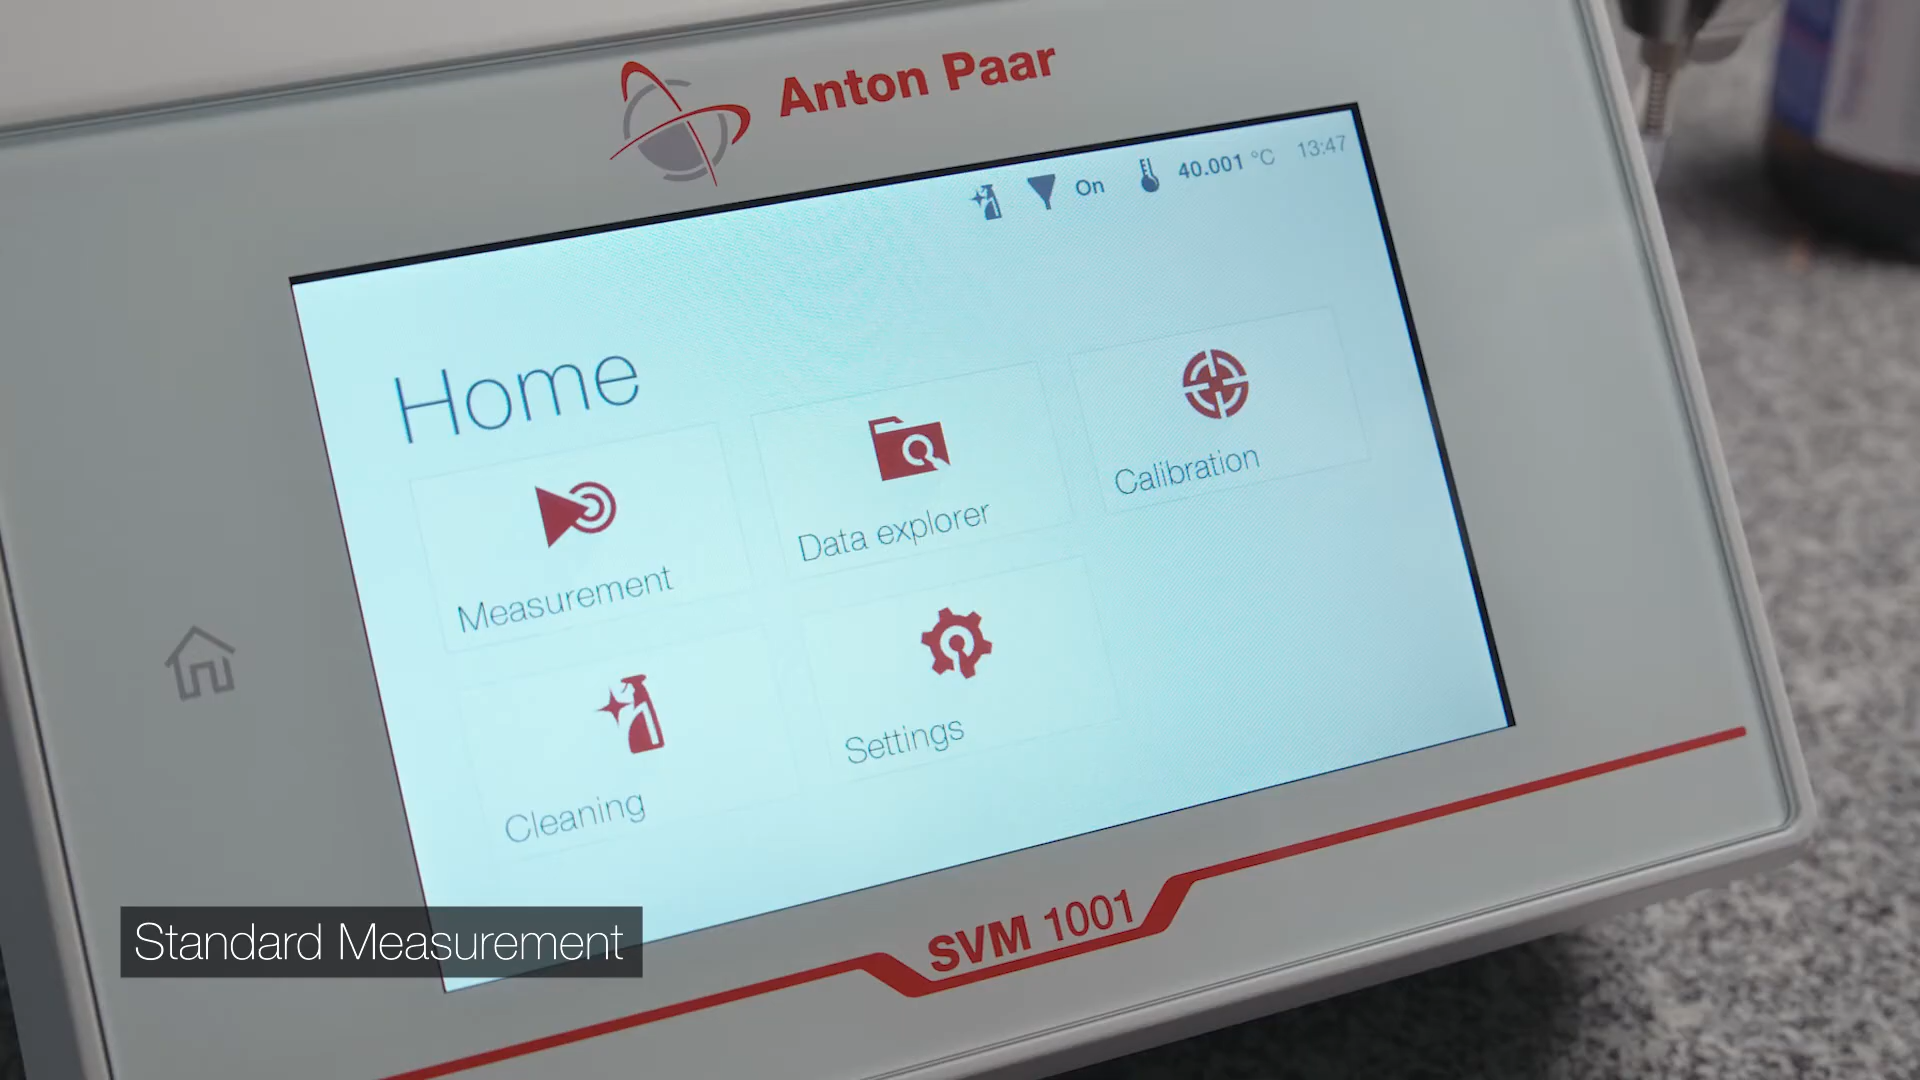 Anton Paar
On 40.001 °C 13:47
Home
Measurement
Data explorer
Calibration
Cleaning
Settings
SVM 1001
Standard Measurement